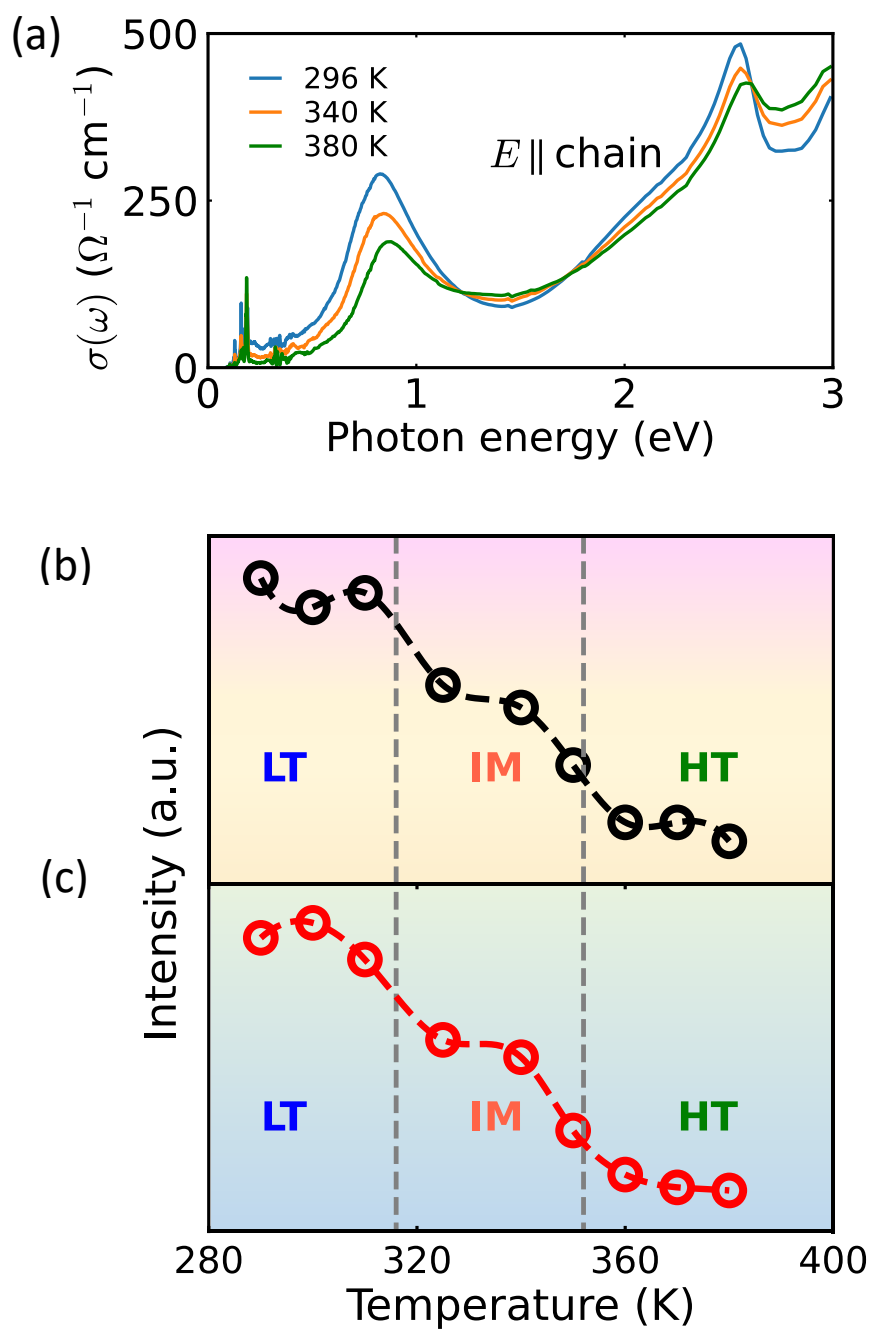 (a)
500
250
0
σ(ω) (Ω⁻¹ cm⁻¹)
296 K
340 K
380 K
E ∥ chain
0 1 2 3
Photon energy (eV)
(b)
LT IM HT
(c)
Intensity (a.u.)
LT IM HT
280 320 360 400
Temperature (K)